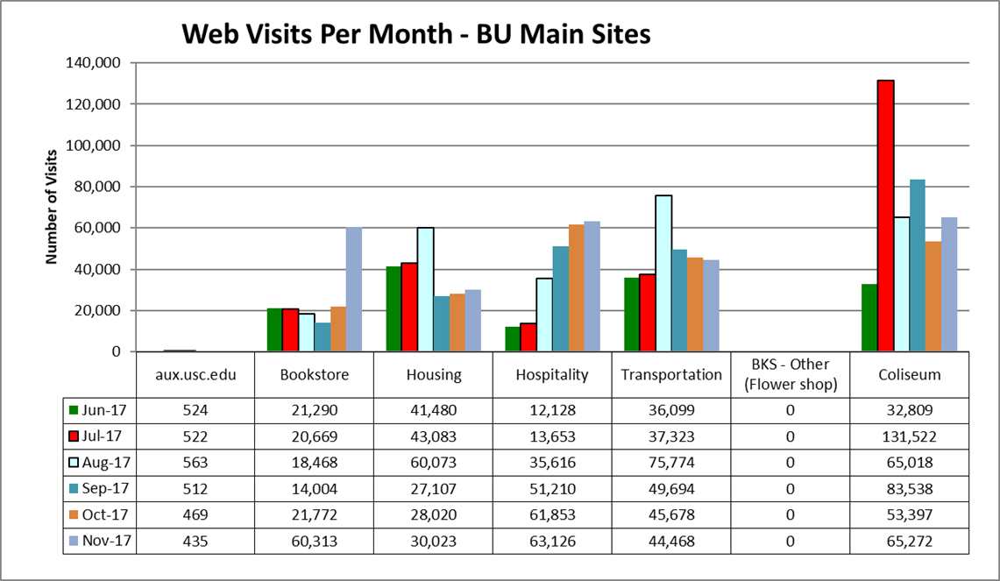 Web Visits Per Month - BU Main Sites
Number of Visits
140,000
120,000
100,000
80,000
60,000
40,000
20,000
0
aux.usc.edu Bookstore Housing Hospitality Transportation BKS - Other (Flower shop) Coliseum
Jun-17 524 21,290 41,480 12,128 36,099 0 32,809
Jul-17 522 20,669 43,083 13,653 37,323 0 131,522
Aug-17 563 18,468 60,073 35,616 75,774 0 65,018
Sep-17 512 14,004 27,107 51,210 49,694 0 83,538
Oct-17 469 21,772 28,020 61,853 45,678 0 53,397
Nov-17 435 60,313 30,023 63,126 44,468 0 65,272